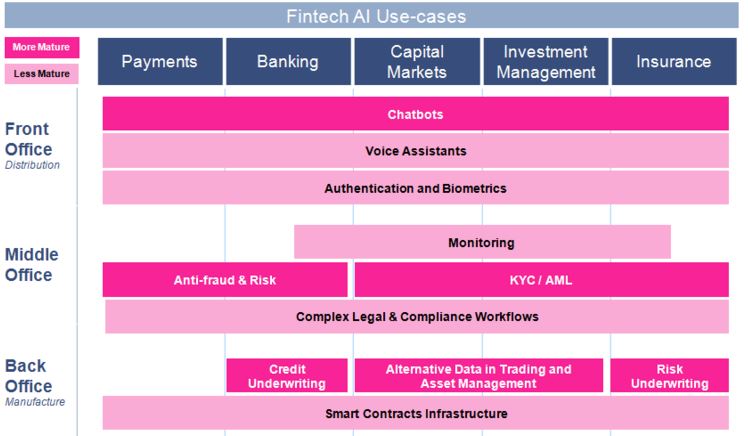 Fintech AI Use-cases
More Mature
Less Mature
Payments
Banking
Capital
Markets
Investment
Management
Insurance
Front
Office
Distribution
Chatbots
Voice Assistants
Authentication and Biometrics
Middle
Office
Monitoring
Anti-fraud & Risk
KYC / AML
Complex Legal & Compliance Workflows
Back
Office
Manufacture
Credit
Underwriting
Alternative Data in Trading and
Asset Management
Risk
Underwriting
Smart Contracts Infrastructure